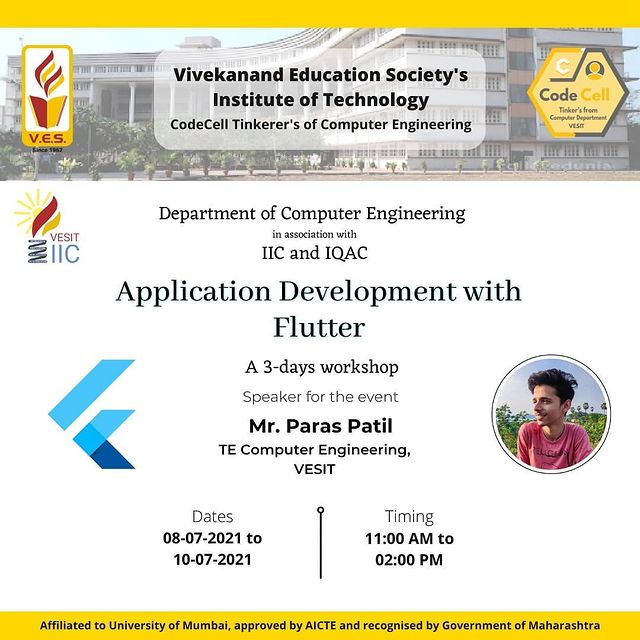 Vivekanand Education Society's
Institute of Technology
CodeCell Tinkerer's of Computer Engineering
V.E.S.
Since 1962
C
Code Cell
Tinker's from
Computer Department
VESIT
VESIT
IIC
Department of Computer Engineering
in association with
IIC and IQAC
Application Development with
Flutter
A 3-days workshop
Speaker for the event
Mr. Paras Patil
TE Computer Engineering,
VESIT
Dates
08-07-2021 to
10-07-2021
Timing
11:00 AM to
02:00 PM
Affiliated to University of Mumbai, approved by AICTE and recognised by Government of Maharashtra